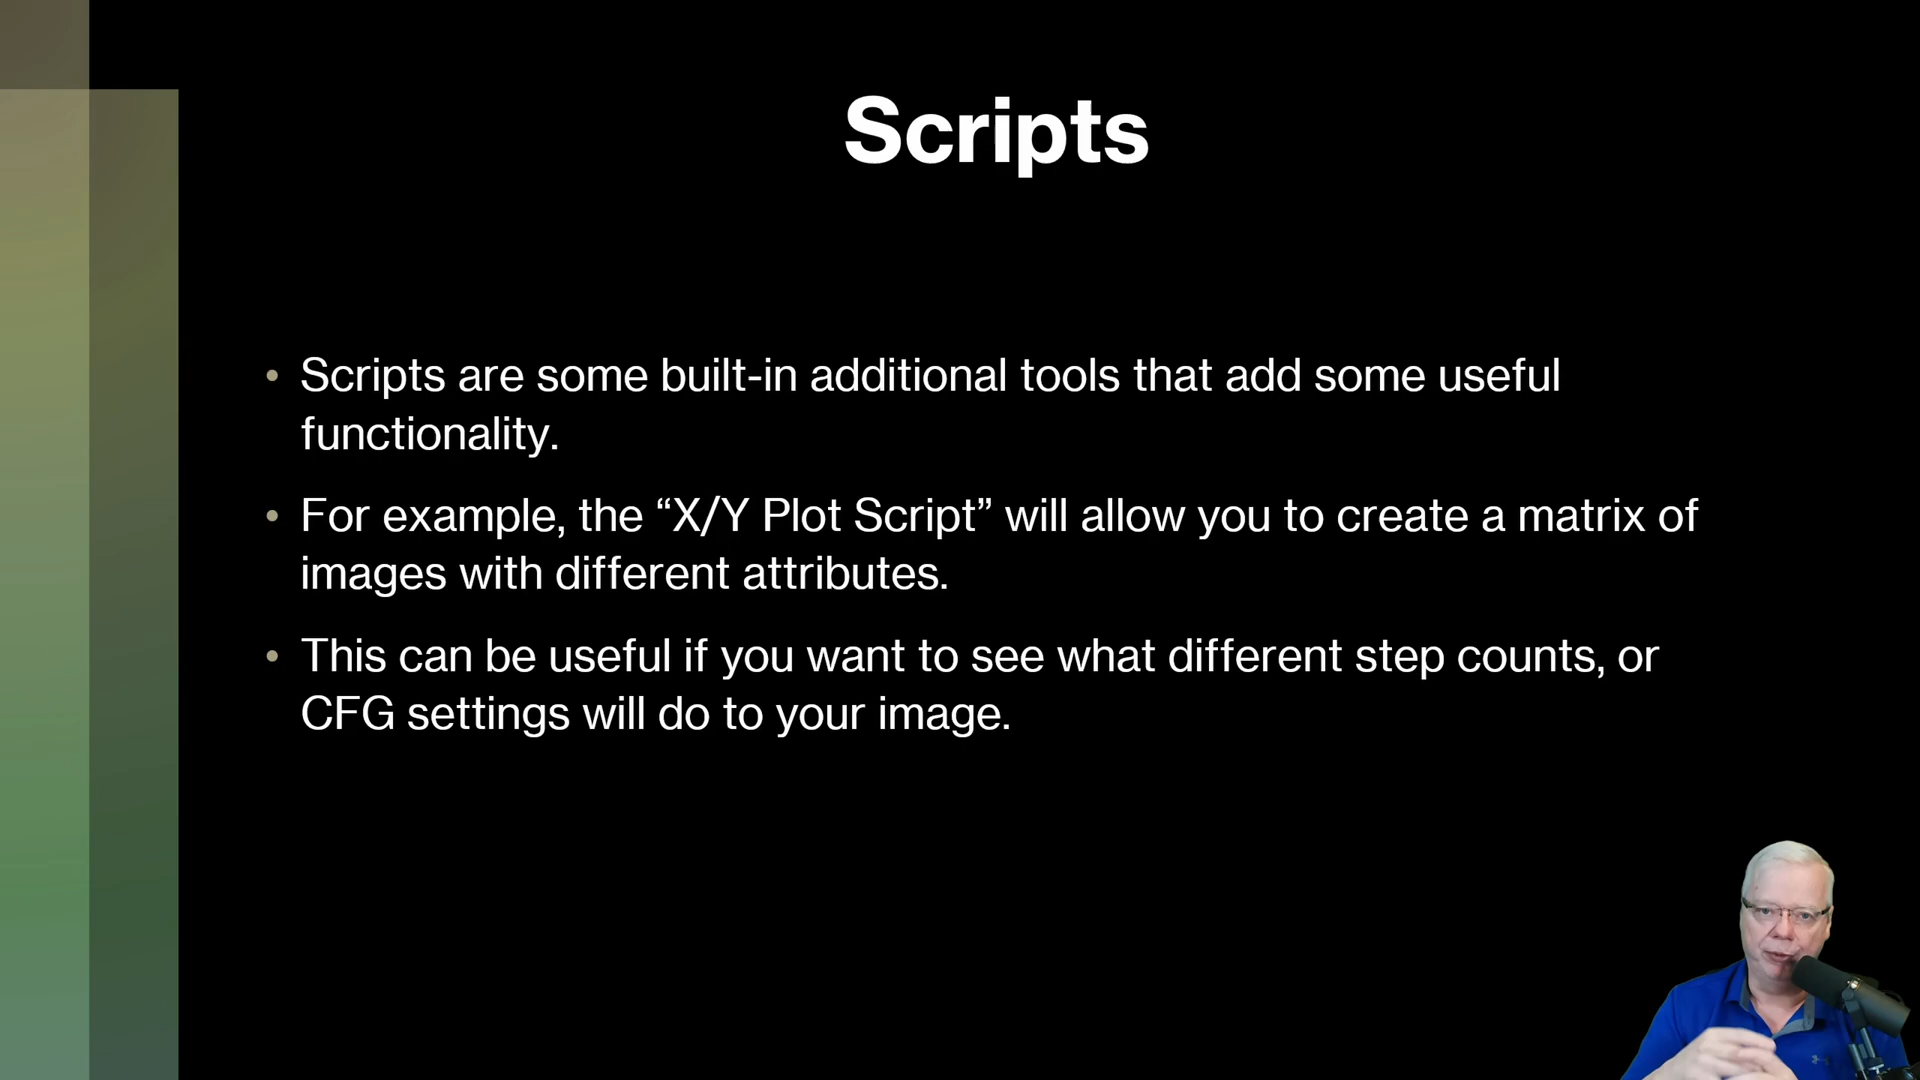 Scripts
• Scripts are some built-in additional tools that add some useful
functionality.
• For example, the “X/Y Plot Script” will allow you to create a matrix of
images with different attributes.
• This can be useful if you want to see what different step counts, or
CFG settings will do to your image.